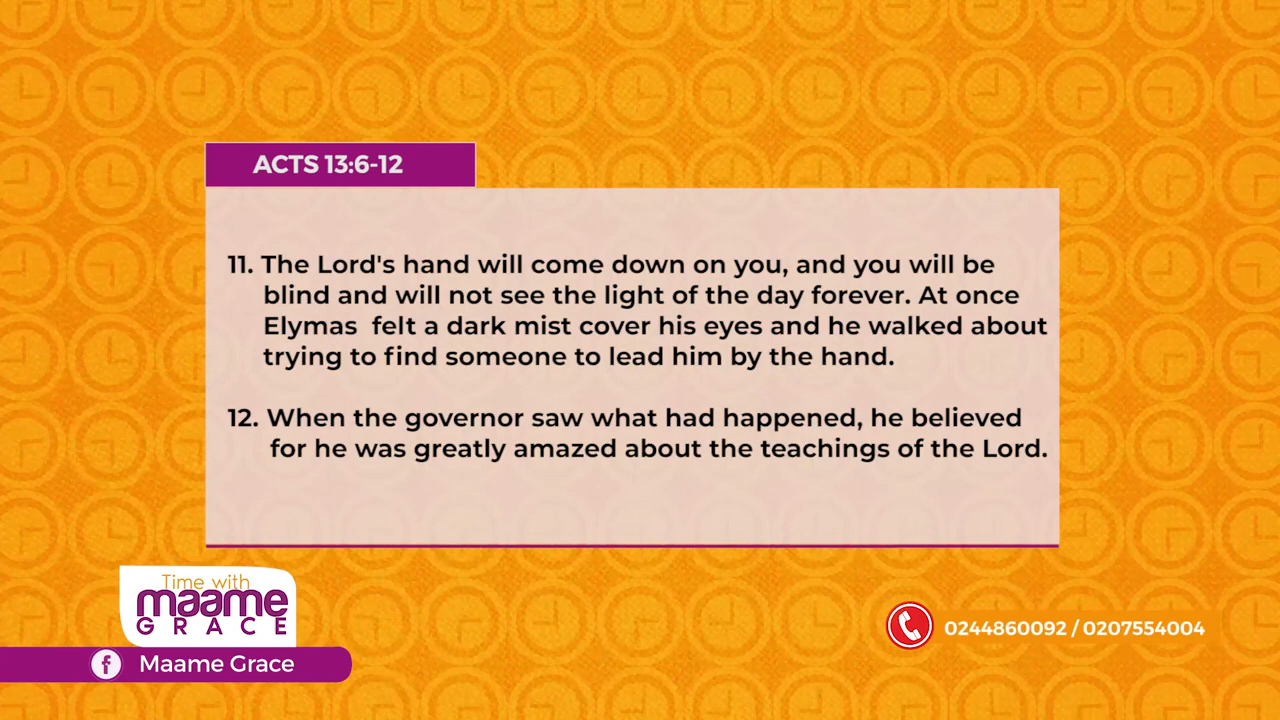 ACTS 13:6-12
11. The Lord's hand will come down on you, and you will be
blind and will not see the light of the day forever. At once
Elymas felt a dark mist cover his eyes and he walked about
trying to find someone to lead him by the hand.
12. When the governor saw what had happened, he believed
for he was greatly amazed about the teachings of the Lord.
Time with
maame
GRACE
Maame Grace
0244860092 / 0207554004